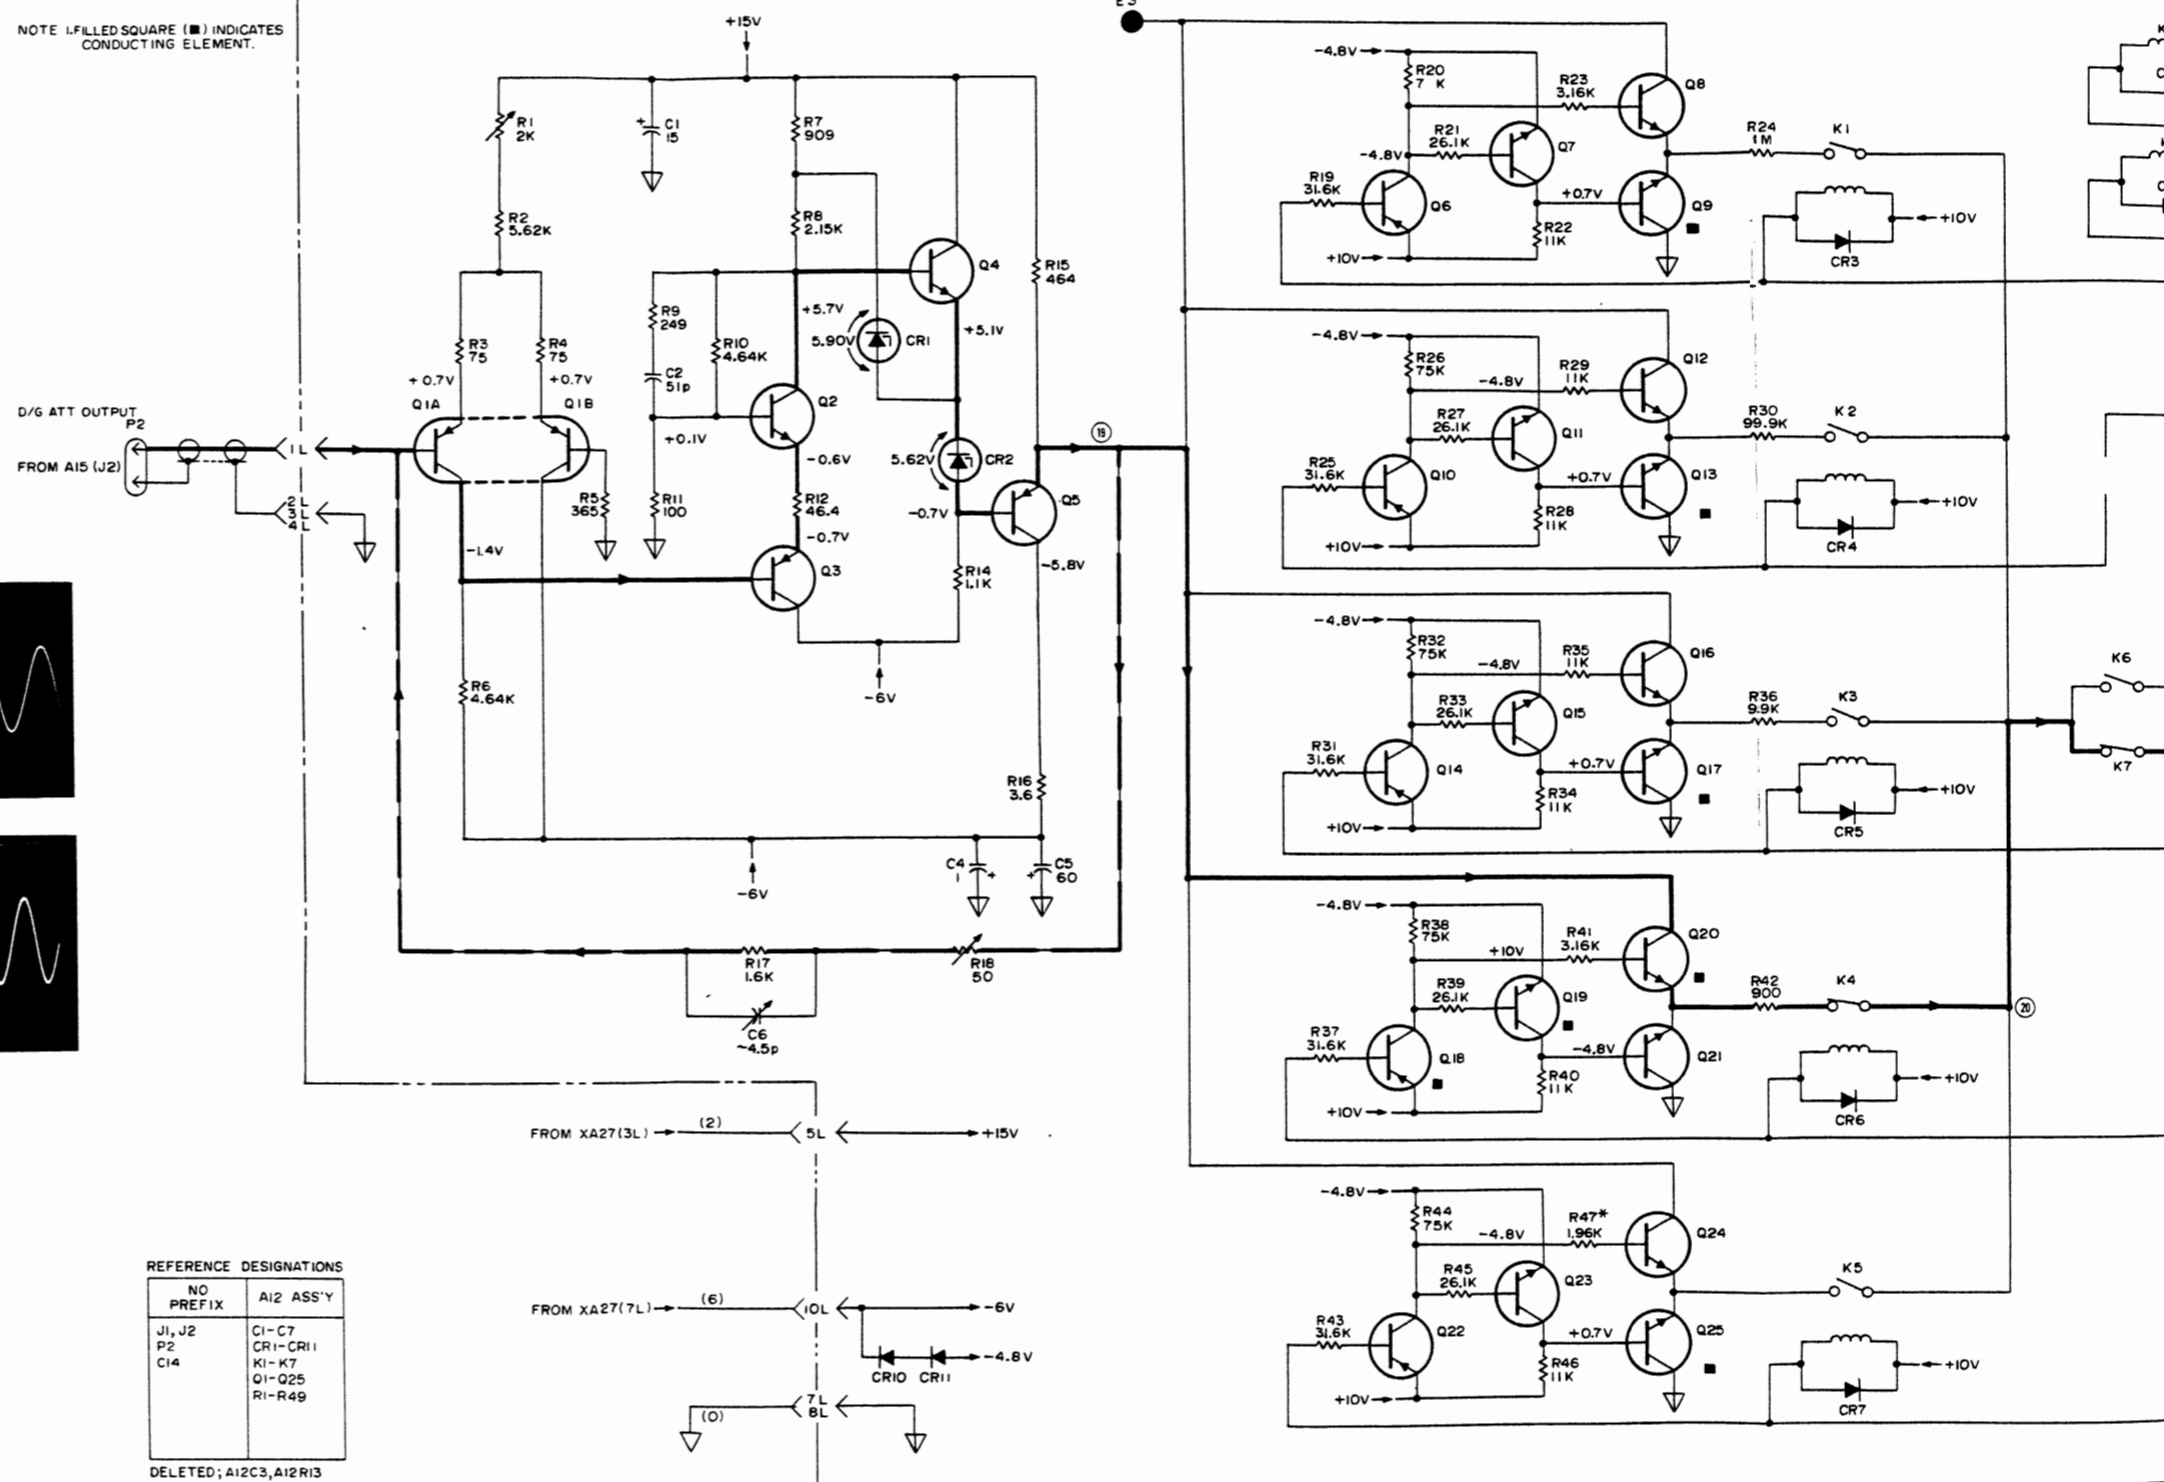 NOTE 1.FILLED SQUARE (■) INDICATES
CONDUCTING ELEMENT.
+15V
R1
2K
C1
15
+
R7
909
R2
5.62K
R8
2.15K
Q4
R15
464
R9
249
+5.7V
+5.1V
R3
75
R4
75
R10
4.64K
5.90V
CR1
C2
51p
+0.7V
+0.7V
Q1A
Q1B
Q2
D/G ATT OUTPUT
P2
FROM A15 (J2)
1L
2
3L
4L
+0.1V
-0.6V
5.62V
CR2
19
R5
365
R11
100
R12
46.4
-0.7V
Q5
-1.4V
-0.7V
Q3
R14
1.1K
-5.8V
R6
4.64K
-6V
R16
3.6
C4
1
+
+
C5
60
-6V
R17
1.6K
R18
50
C6
~4.5p
FROM XA27(3L)
(2)
5L
+15V
FROM XA27(7L)
(6)
10L
-6V
-4.8V
CR10
CR11
(0)
7L
8L
REFERENCE DESIGNATIONS
NO PREFIX
A12 ASS'Y
J1, J2
P2
C14
C1-C7
CR1-CR11
K1-K7
Q1-Q25
R1-R49
DELETED; A12C3, A12R13
E3
-4.8V
R20
7 K
R23
3.16K
Q8
R21
26.1K
Q7
R24
1M
K1
-4.8V
R19
31.6K
Q6
+0.7V
Q9
R22
11K
+10V
+10V
CR3
-4.8V
R26
75K
-4.8V
R29
11K
Q12
R27
26.1K
Q11
R30
99.9K
K2
R25
31.6K
Q10
+0.7V
Q13
R28
11K
+10V
+10V
CR4
-4.8V
R32
75K
-4.8V
R35
11K
Q16
R33
26.1K
Q15
R36
9.9K
K3
K6
K7
R31
31.6K
Q14
+0.7V
Q17
R34
11K
+10V
+10V
CR5
-4.8V
R38
75K
+10V
R41
3.16K
Q20
R39
26.1K
Q19
R42
900
K4
20
R37
31.6K
Q18
-4.8V
Q21
R40
11K
+10V
+10V
CR6
-4.8V
R44
75K
-4.8V
R47*
1.96K
Q24
R45
26.1K
Q23
K5
R43
31.6K
Q22
+0.7V
Q25
R46
11K
+10V
+10V
CR7